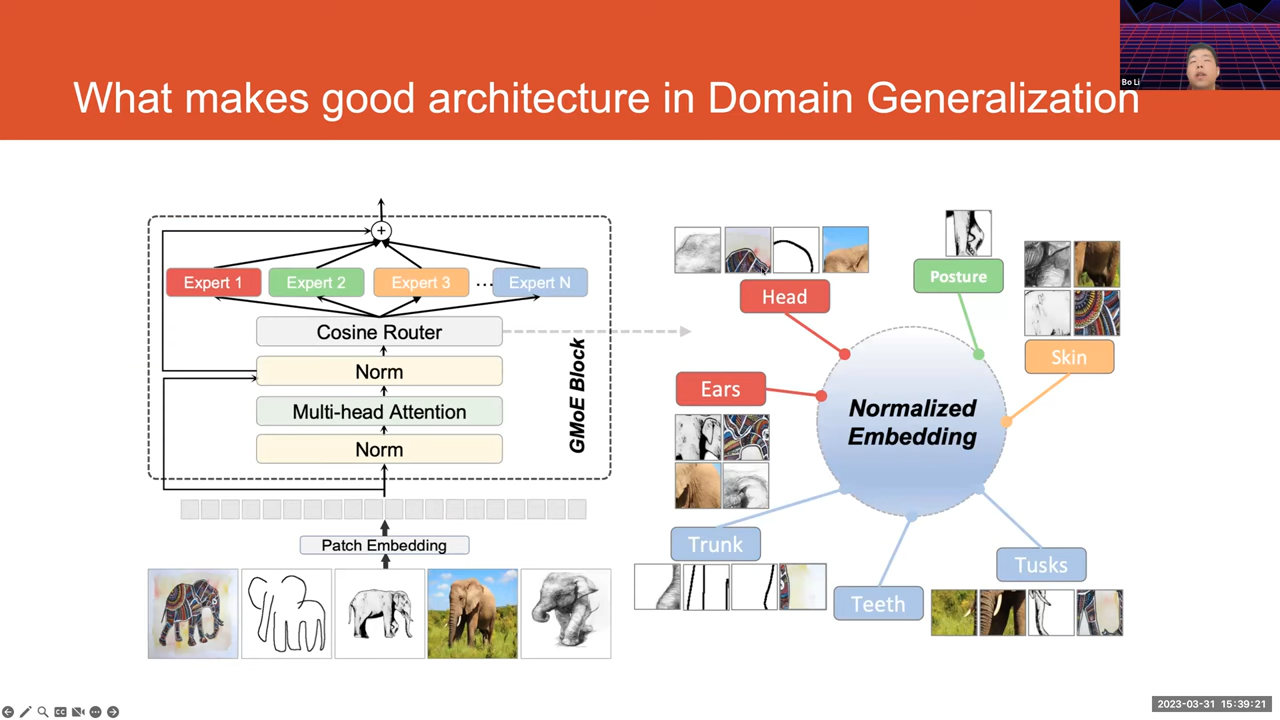 Bo Li
What makes good architecture in Domain Generalization
Expert 1
Expert 2
Expert 3
...
Expert N
Cosine Router
Norm
Multi-head Attention
Norm
GMoE Block
Patch Embedding
Head
Posture
Skin
Ears
Normalized
Embedding
Trunk
Teeth
Tusks
2023-03-31 15:39:21